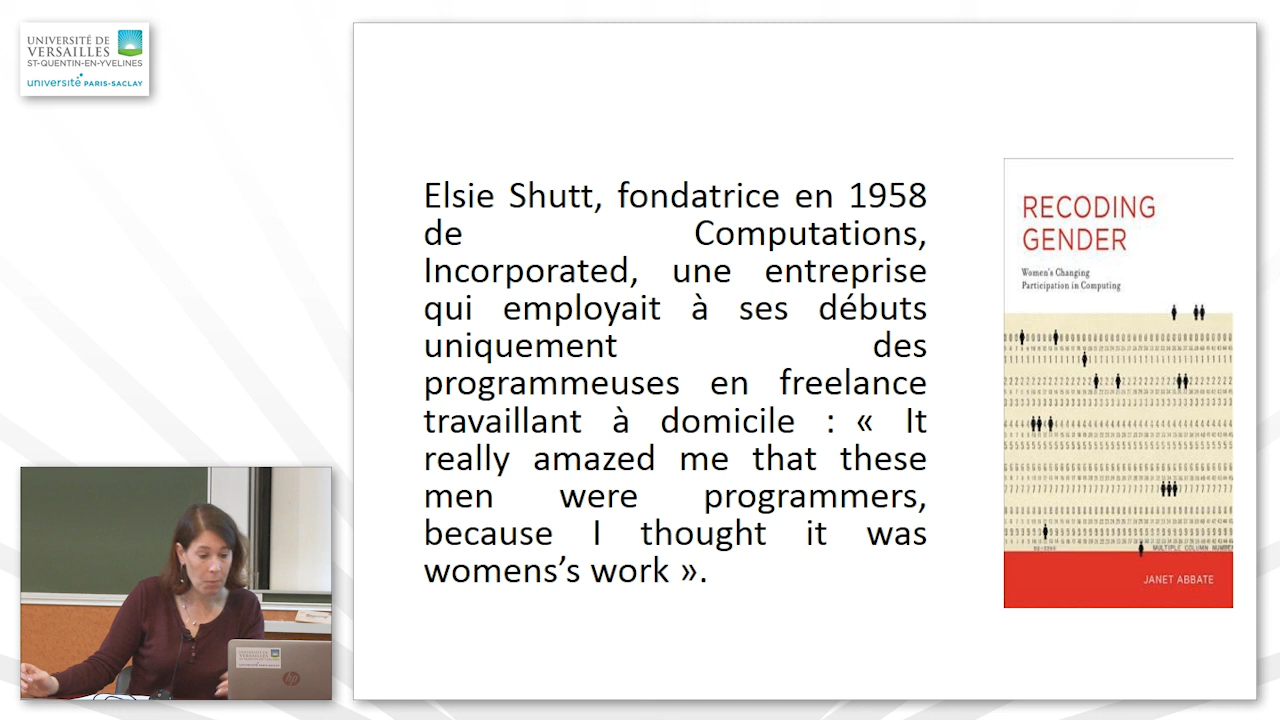 UNIVERSITÉ DE
VERSAILLES
ST-QUENTIN-EN-YVELINES
université PARIS-SACLAY
Elsie Shutt, fondatrice en 1958
de Computations,
Incorporated, une entreprise
qui employait à ses débuts
uniquement des
programmeuses en freelance
travaillant à domicile : « It
really amazed me that these
men were programmers,
because I thought it was
womens’s work ».
RECODING
GENDER
Women's Changing
Participation in Computing
MULTIPLE COLUMN NUMBER
JANET ABBATE
hp